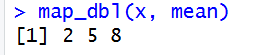 > map_dbl(x, mean)
[1] 2 5 8